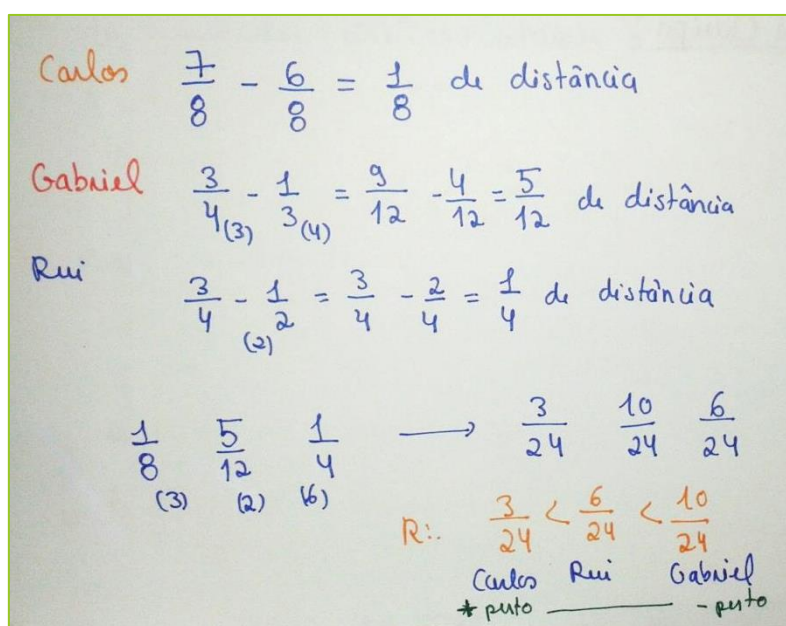 Carlos 7/8 - 6/8 = 1/8 de distância
Gabriel 3/4(3) - 1/3(4) = 9/12 - 4/12 = 5/12 de distância
Rui 3/4 - 1/2(2) = 3/4 - 2/4 = 1/4 de distância
1/8(3) 5/12(2) 1/4(6) → 3/24 10/24 6/24
R:. 3/24 < 6/24 < 10/24
Carlos Rui Gabriel
* perto - perto